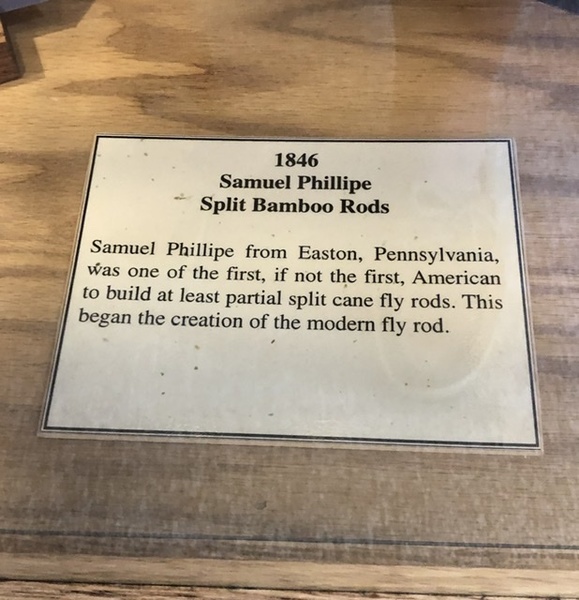 1846
Samuel Phillipe
Split Bamboo Rods
Samuel Phillipe from Easton, Pennsylvania,
was one of the first, if not the first, American
to build at least partial split cane fly rods. This
began the creation of the modern fly rod.